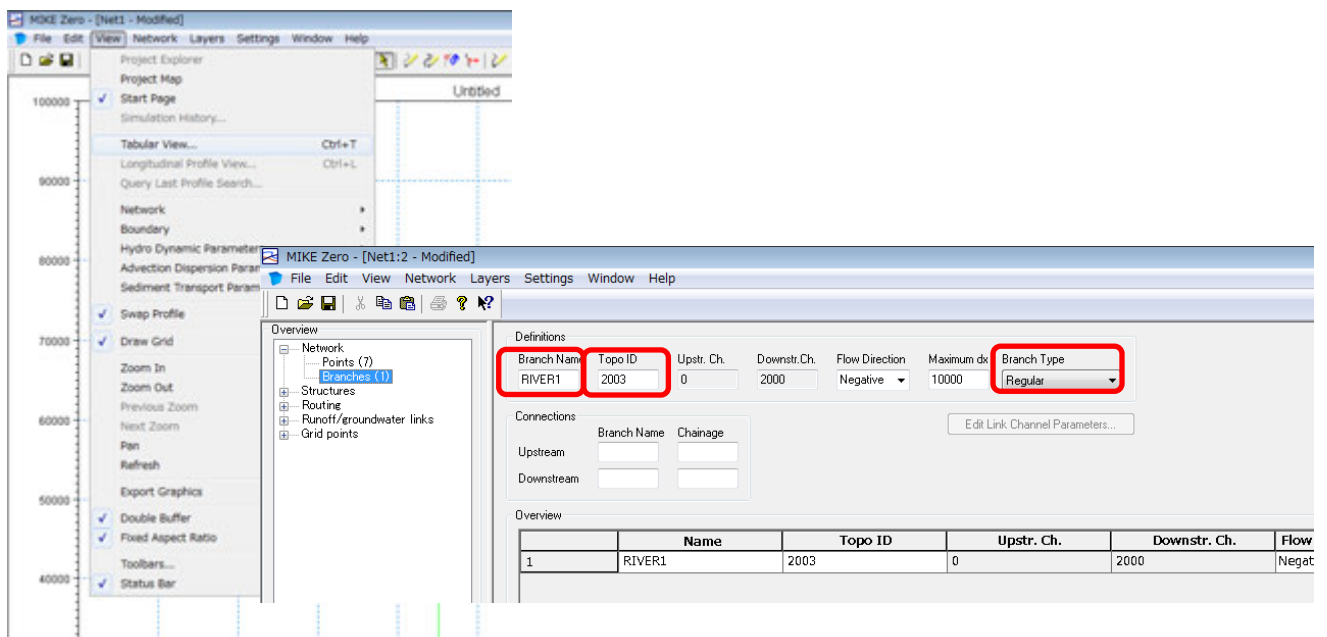 MIKE Zero - [Net1 - Modified]
File Edit View Network Layers Settings Window Help
Project Explorer
Project Map
Untitled
100000
Start Page
Simulation History...
Tabular View... Ctrl+T
Longitudinal Profile View... Ctrl+L
90000
Query Last Profile Search...
Network
Boundary
Hydro Dynamic Parameter
80000
Advection Dispersion Param
Sediment Transport Param
Swap Profile
70000
Draw Grid
Zoom In
Zoom Out
Previous Zoom
60000
Next Zoom
Pan
Refresh
Export Graphics
50000
Double Buffer
Fixed Aspect Ratio
Toolbars...
40000
Status Bar
MIKE Zero - [Net1:2 - Modified]
File Edit View Network Layers Settings Window Help
Overview
Network
Points (7)
Branches (1)
Structures
Routing
Runoff/groundwater links
Grid points
Definitions
Branch Name Topo ID Upstr. Ch. Downstr.Ch. Flow Direction Maximum dx Branch Type
RIVER1 2003 0 2000 Negative 10000 Regular
Connections
Edit Link Channel Parameters...
Branch Name Chainage
Upstream
Downstream
Overview
Name Topo ID Upstr. Ch. Downstr. Ch. Flow
1 RIVER1 2003 0 2000 Negat